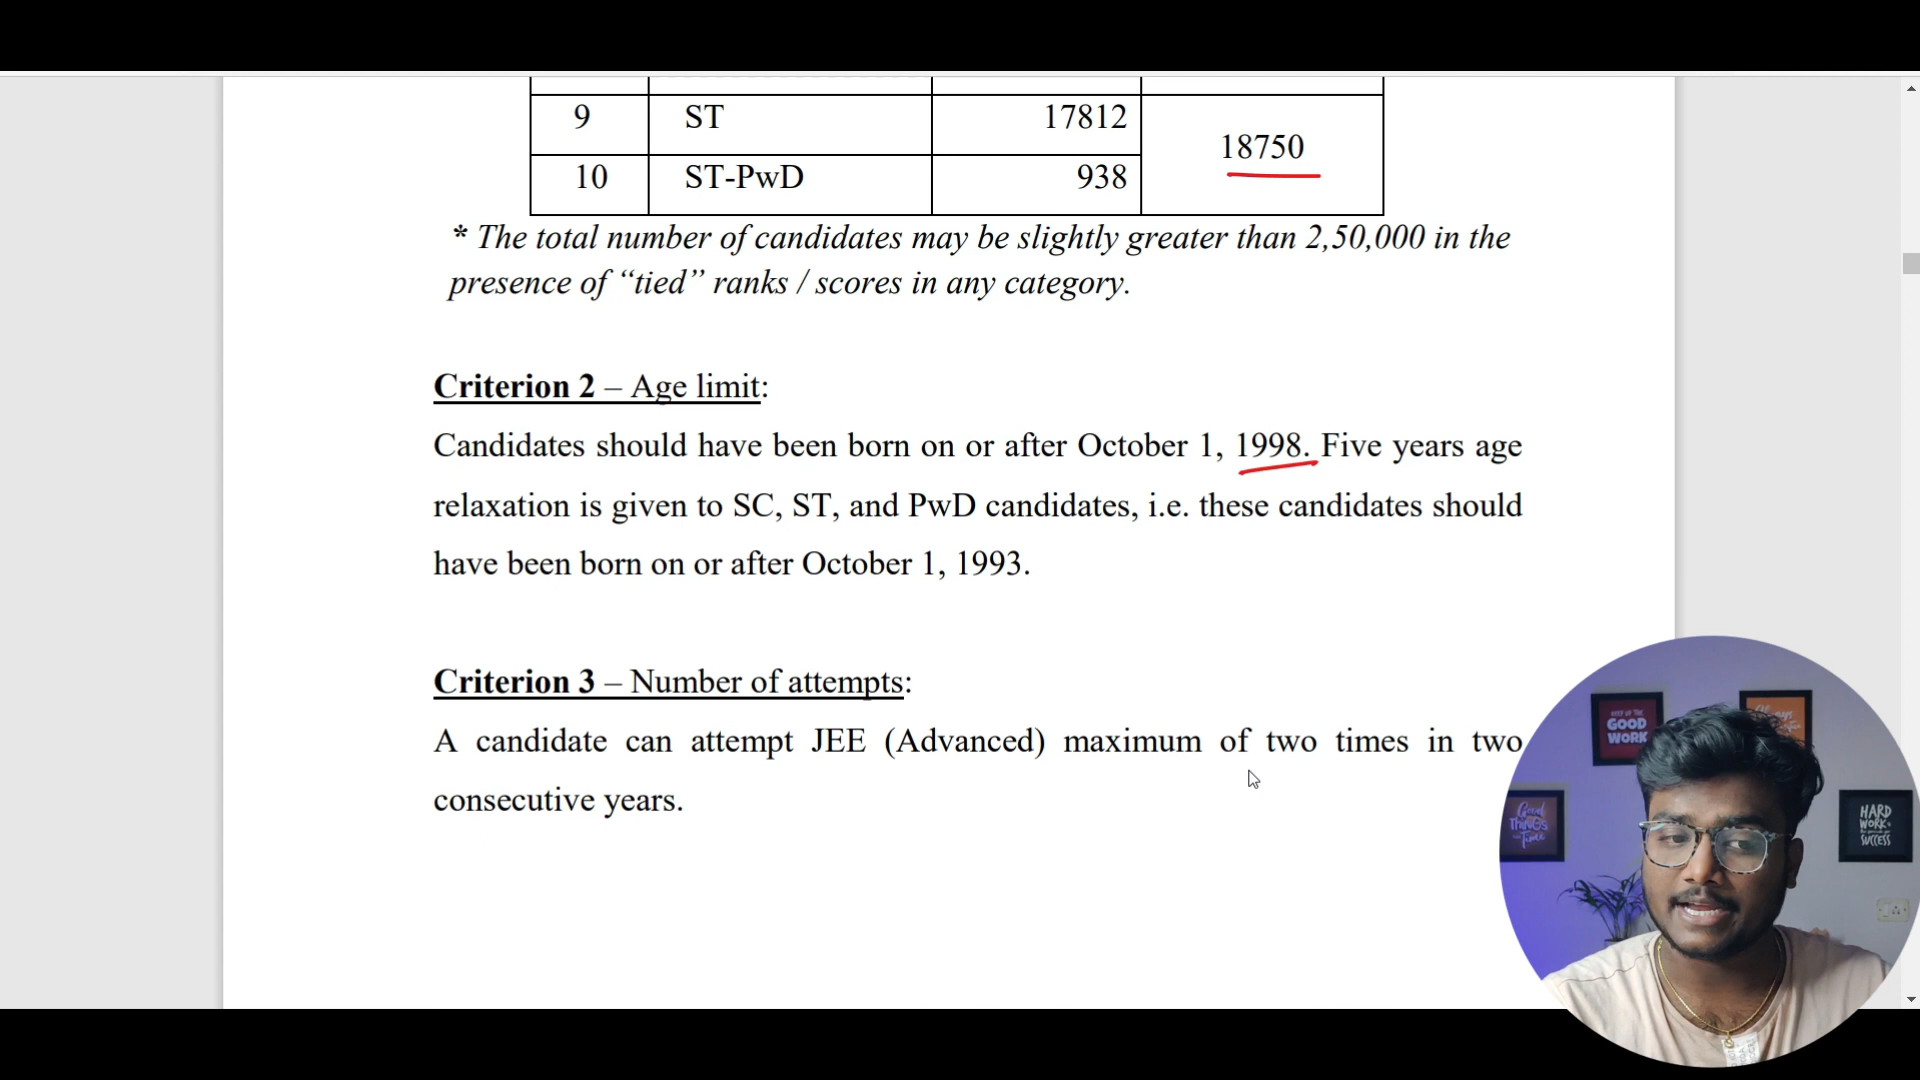 9 ST 17812
18750
10 ST-PwD 938
* The total number of candidates may be slightly greater than 2,50,000 in the
presence of “tied” ranks / scores in any category.
Criterion 2 – Age limit:
Candidates should have been born on or after October 1, 1998. Five years age
relaxation is given to SC, ST, and PwD candidates, i.e. these candidates should
have been born on or after October 1, 1993.
Criterion 3 – Number of attempts:
A candidate can attempt JEE (Advanced) maximum of two times in two
consecutive years.
GOOD
WORK
Good
THINGS
Time
HARD
WORK
SUCCESS